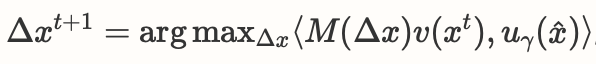 Δx^{t+1} = arg max_{Δx}⟨M(Δx)v(x^t), u_γ(x̂)⟩.